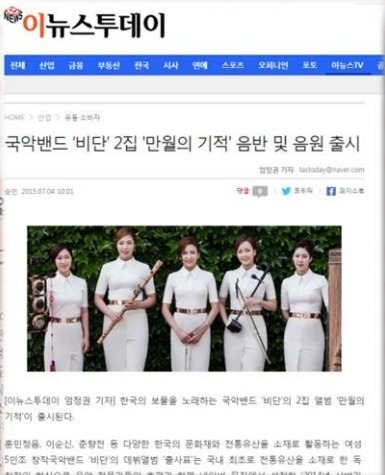 NEWS 이뉴스투데이
전체 산업 금융 부동산 전국 시사 연예 스포츠 오피니언 포토 이뉴스TV
HOME > 산업 > 유통·소비자
국악밴드 ‘비단’ 2집 '만월의 기적' 음반 및 음원 출시
엄정권 기자 tastoday@naver.com
승인 2015.07.04 10:01
댓글 0 트위터 페이스북
[이뉴스투데이 엄정권 기자] 한국의 보물을 노래하는 국악밴드 '비단'의 2집 앨범 '만월의
기적'이 출시된다.
훈민정음, 이순신, 춘향전 등 다양한 한국의 문화재와 전통유산을 소재로 활동하는 여성
5인조 창작국악밴드 '비단'의 데뷔앨범 '출사표'는 국내 최초로 전통유산을 소재로 한 독